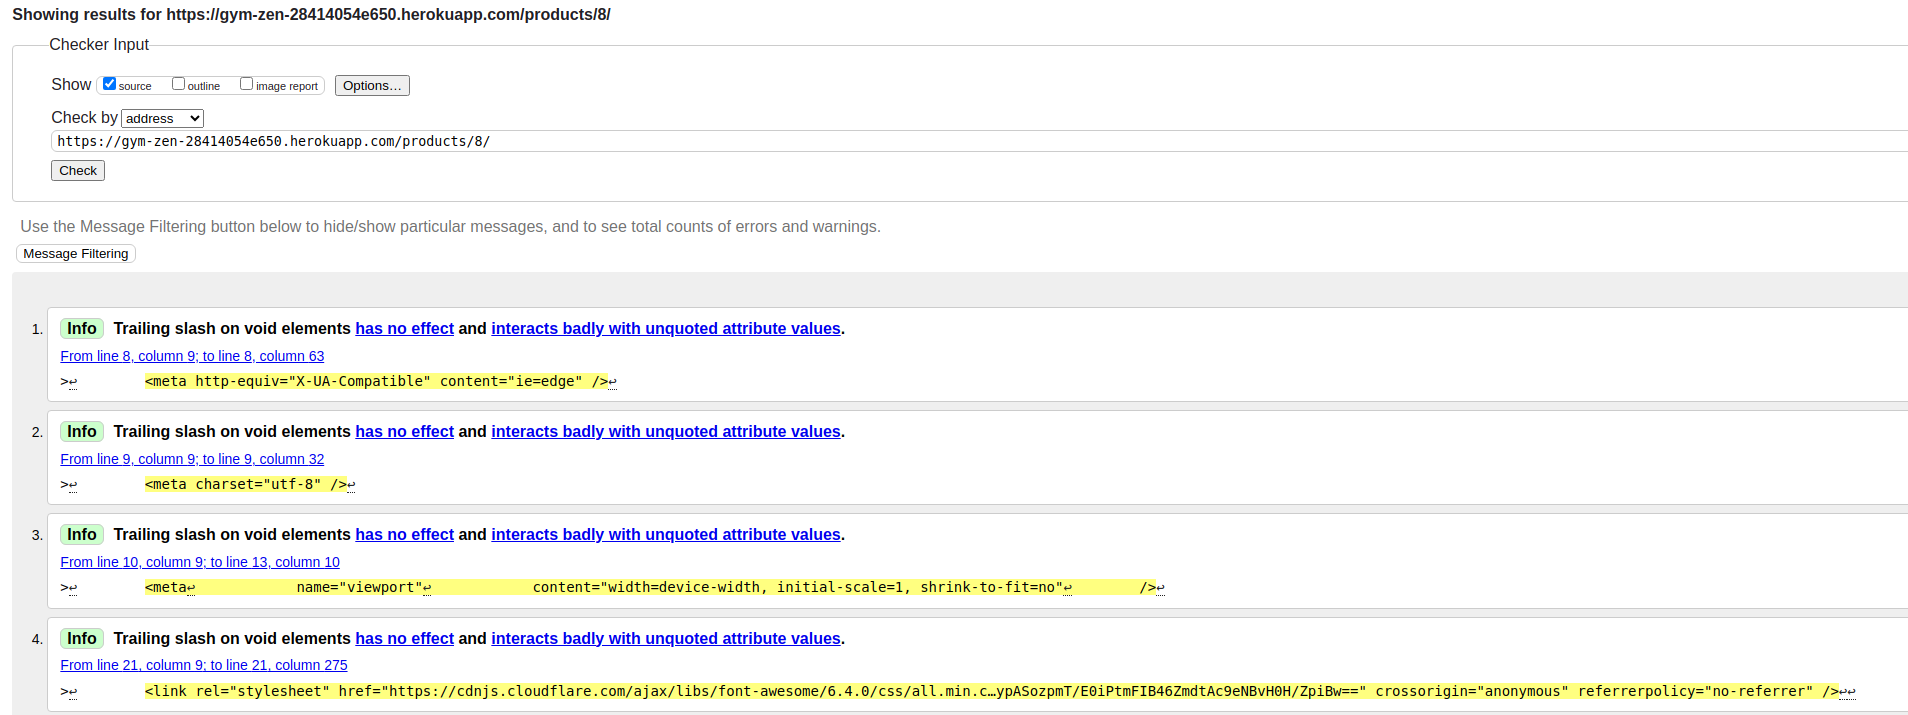 Showing results for https://gym-zen-28414054e650.herokuapp.com/products/8/
Checker Input
Show source outline image report Options…
Check by address
https://gym-zen-28414054e650.herokuapp.com/products/8/
Check
Use the Message Filtering button below to hide/show particular messages, and to see total counts of errors and warnings.
Message Filtering
1. Info Trailing slash on void elements has no effect and interacts badly with unquoted attribute values.
From line 8, column 9; to line 8, column 63
>↩        <meta http-equiv="X-UA-Compatible" content="ie=edge" />↩
2. Info Trailing slash on void elements has no effect and interacts badly with unquoted attribute values.
From line 9, column 9; to line 9, column 32
>↩        <meta charset="utf-8" />↩
3. Info Trailing slash on void elements has no effect and interacts badly with unquoted attribute values.
From line 10, column 9; to line 13, column 10
>↩        <meta↩            name="viewport"↩            content="width=device-width, initial-scale=1, shrink-to-fit=no"↩        />↩
4. Info Trailing slash on void elements has no effect and interacts badly with unquoted attribute values.
From line 21, column 9; to line 21, column 275
>↩        <link rel="stylesheet" href="https://cdnjs.cloudflare.com/ajax/libs/font-awesome/6.4.0/css/all.min.c…ypASozpmT/E0iPtmFIB46ZmdtAc9eNBvH0H/ZpiBw==" crossorigin="anonymous" referrerpolicy="no-referrer" />↩↩